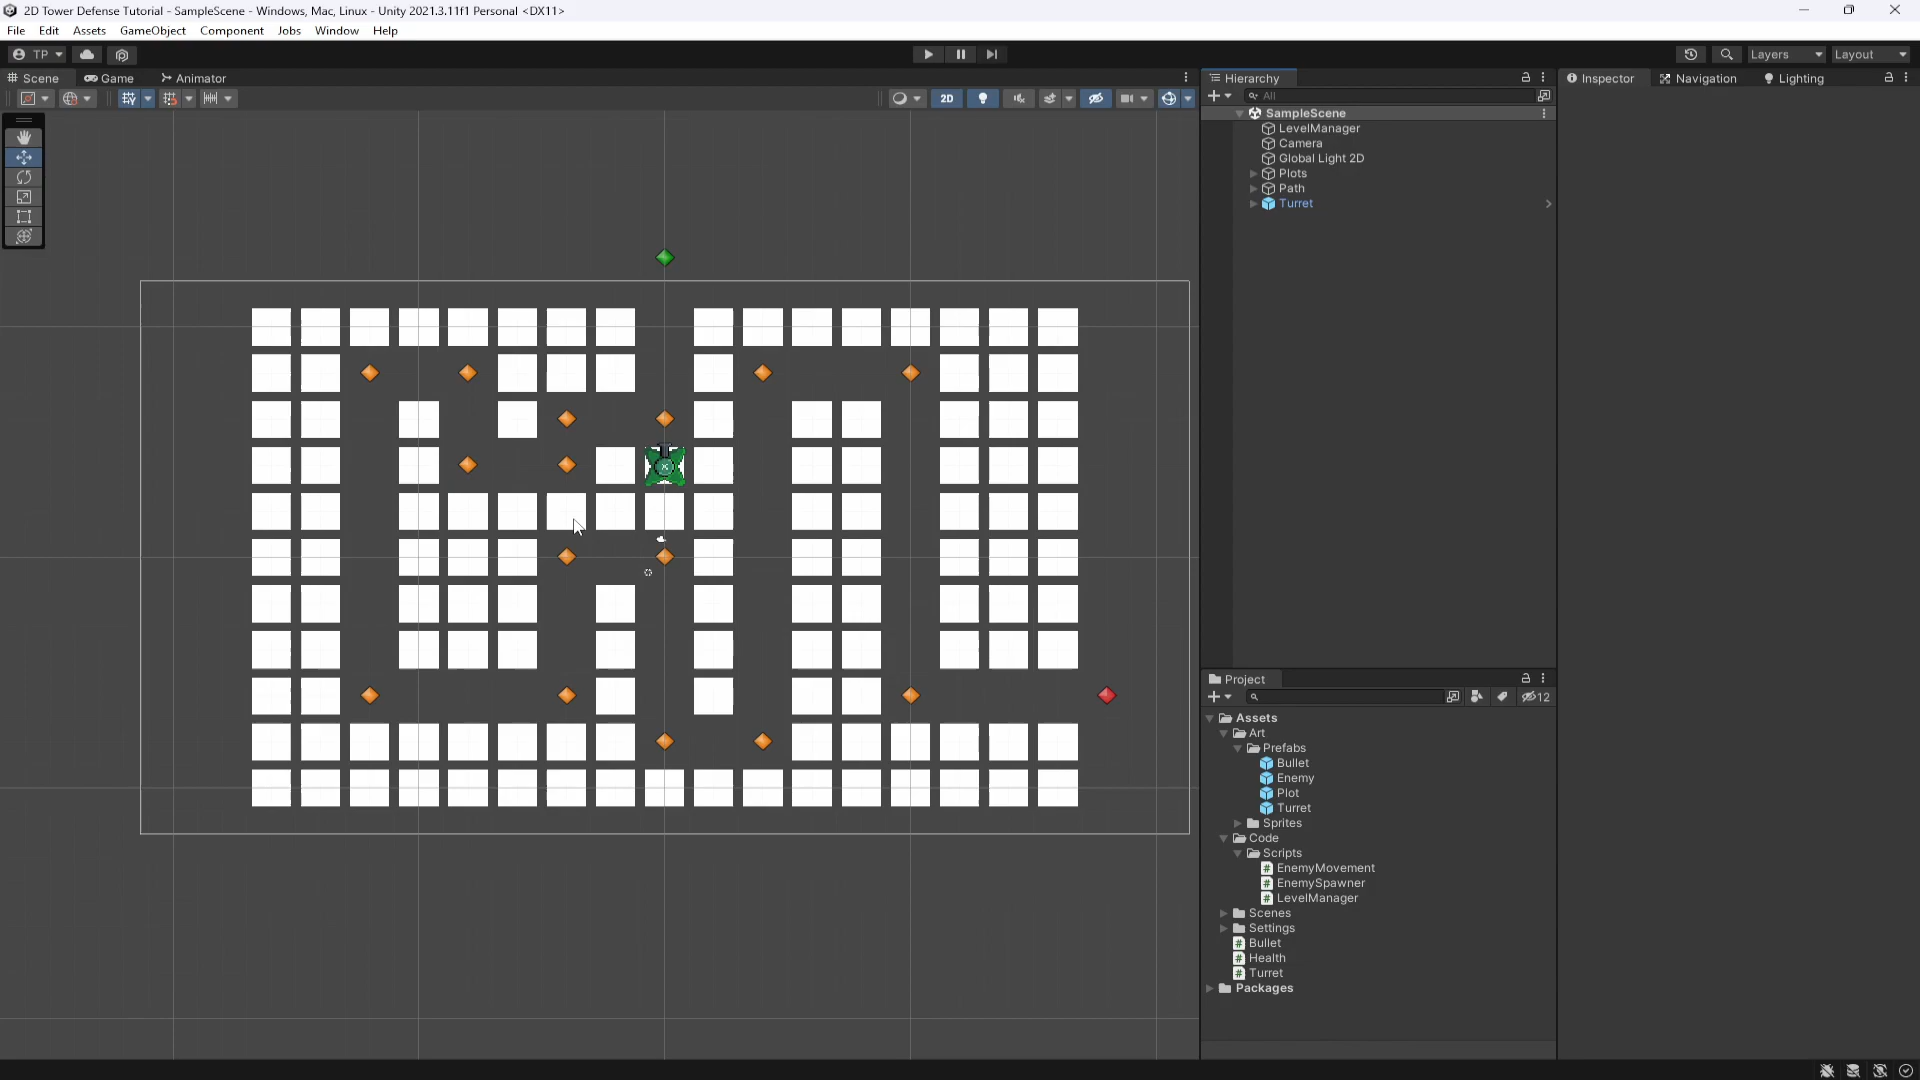 2D Tower Defense Tutorial - SampleScene - Windows, Mac, Linux - Unity 2021.3.11f1 Personal <DX11>
File Edit Assets GameObject Component Jobs Window Help
TP Layers Layout
Scene Game Animator Hierarchy Inspector Navigation Lighting
2D All
SampleScene
LevelManager
Camera
Global Light 2D
Plots
Path
Turret
Project
12
Assets
Art
Prefabs
Bullet
Enemy
Plot
Turret
Sprites
Code
Scripts
EnemyMovement
EnemySpawner
LevelManager
Scenes
Settings
Bullet
Health
Turret
Packages